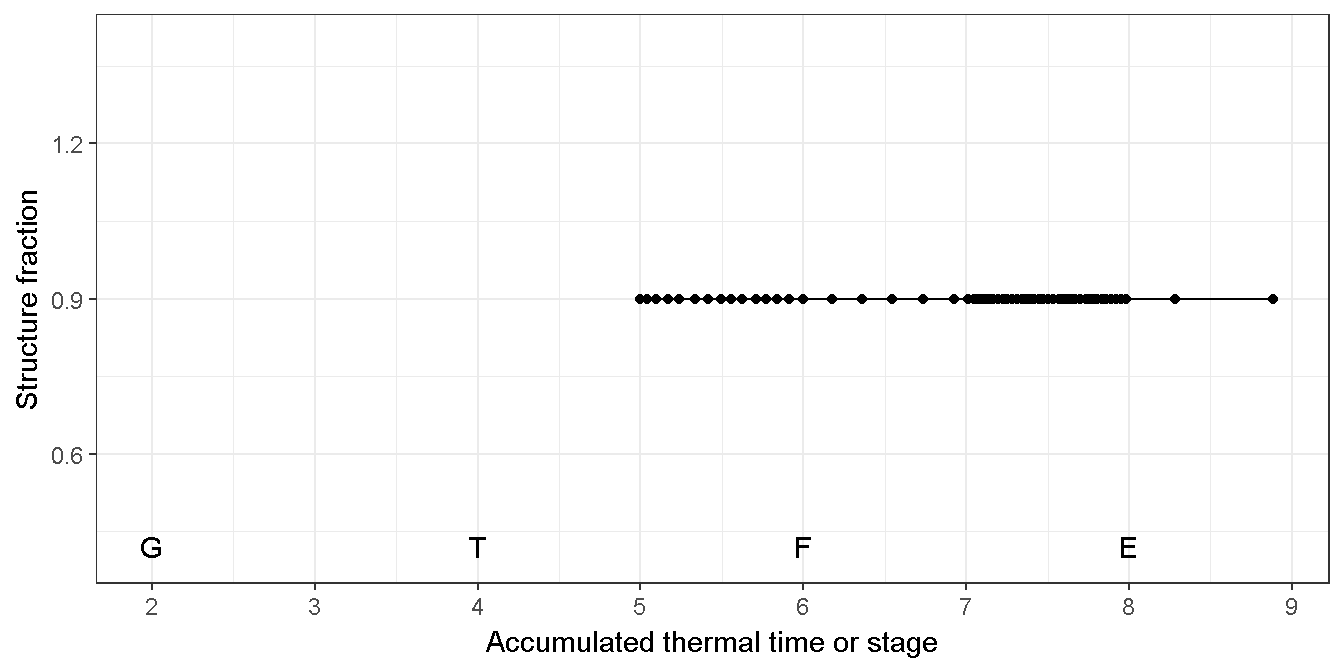 Structure fraction
1.2
0.9
0.6
G T F E
2 3 4 5 6 7 8 9
Accumulated thermal time or stage